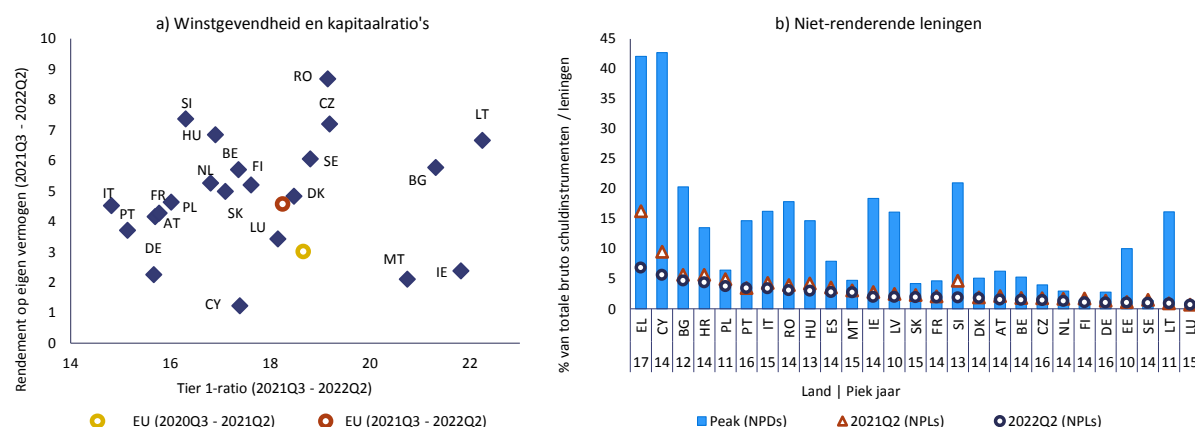 a) Winstgevendheid en kapitaalratio's
Rendement op eigen vermogen (2021Q3 - 2022Q2)
10
9
8
7
6
5
4
3
2
1
0
RO
CZ
SI
LT
HU
BE
FI
SE
BG
NL
IT
FR
PL
SK
DK
PT
AT
LU
DE
MT
IE
CY
14 16 18 20 22
Tier 1-ratio (2021Q3 - 2022Q2)
EU (2020Q3 - 2021Q2) EU (2021Q3 - 2022Q2)
b) Niet-renderende leningen
% van totale bruto schuldinstrumenten / leningen
45
40
35
30
25
20
15
10
5
0
EL CY BG HR PL PT IT RO HU ES MT IE LV SK FR SI DK AT BE CZ NL FI DE EE SE LT LU
17 14 12 14 11 16 15 14 13 14 15 14 10 15 14 13 14 14 14 16 14 14 16 10 14 11 15
Land | Piek jaar
Peak (NPDs) 2021Q2 (NPLs) 2022Q2 (NPLs)